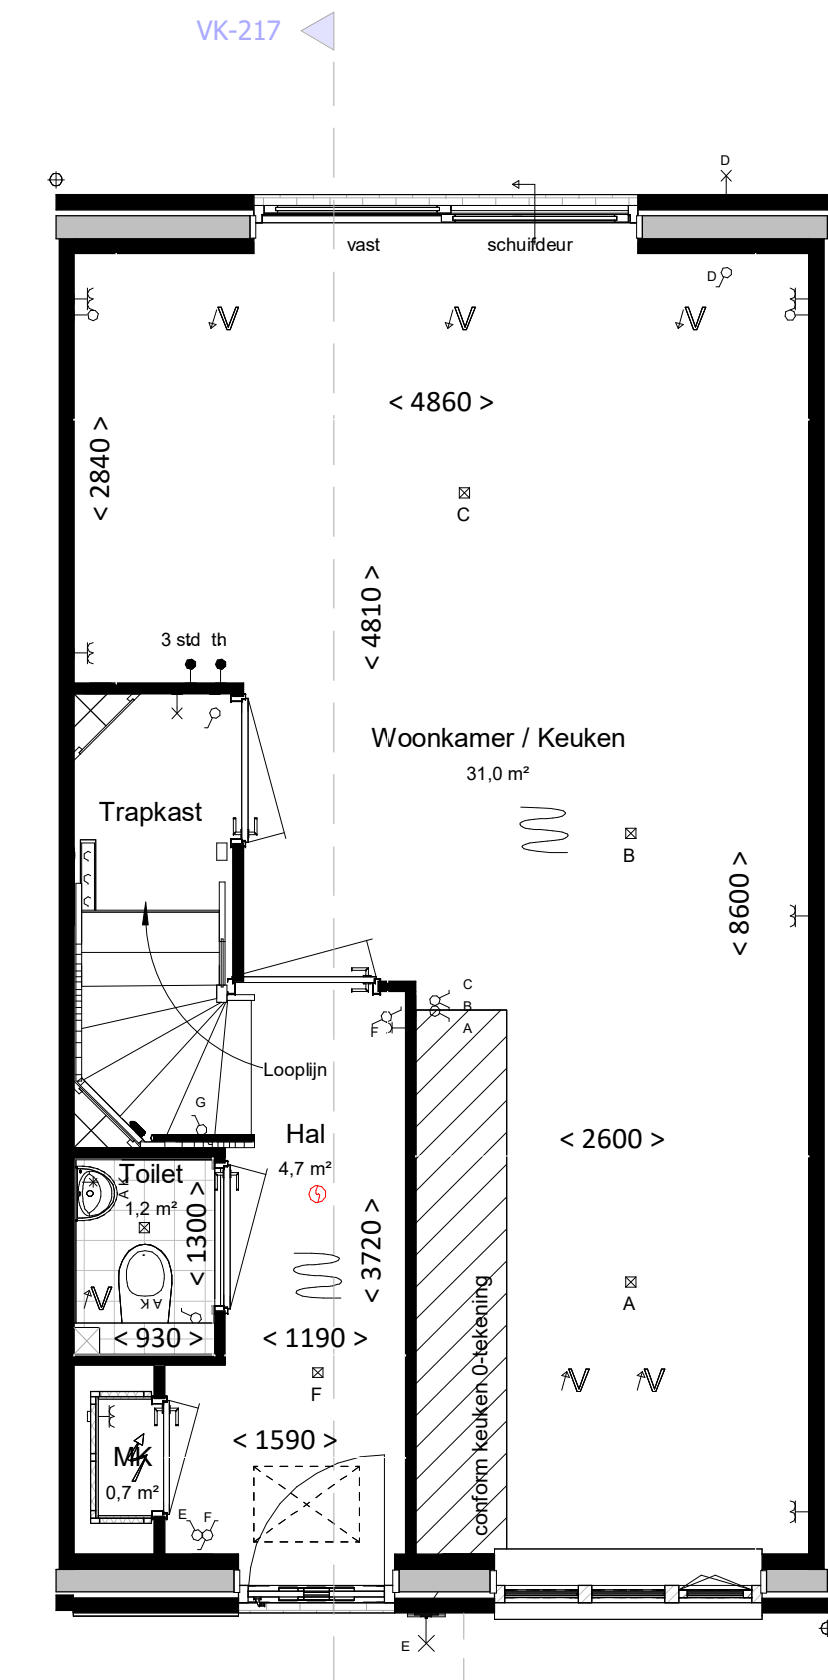 VK-217
D
vast
schuifdeur
D
V
V
V
< 4860 >
< 2840 >
C
< 4810 >
3 std
th
Woonkamer / Keuken
31,0 m²
Trapkast
B
< 8600 >
C
B
A
F
Looplijn
G
Hal
4,7 m²
< 2600 >
Toilet
1,2 m²
AK
< 1300 >
< 3720 >
A
V
AK
< 930 >
< 1190 >
V
V
F
conform keuken 0-tekening
< 1590 >
MK
0,7 m²
E
F
E